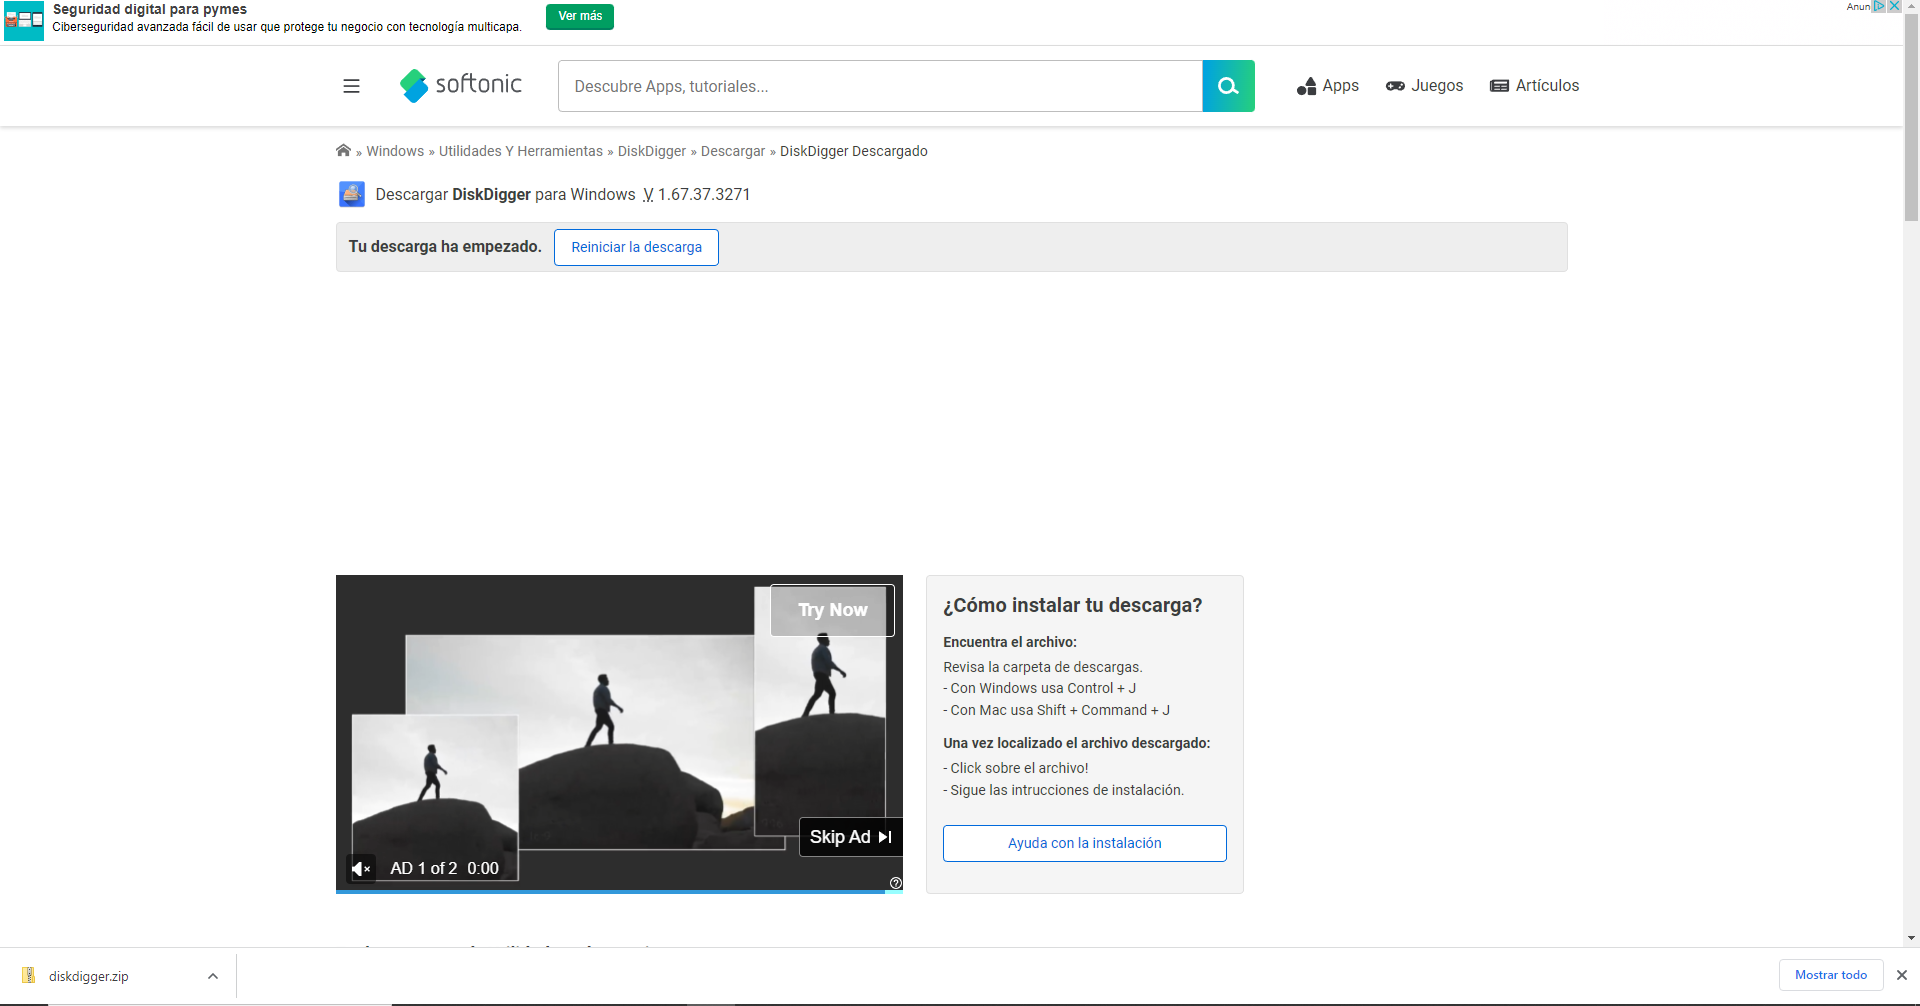 Seguridad digital para pymes
Ciberseguridad avanzada fácil de usar que protege tu negocio con tecnología multicapa.
Ver más
Anun
softonic
Descubre Apps, tutoriales...
Apps
Juegos
Artículos
» Windows » Utilidades Y Herramientas » DiskDigger » Descargar » DiskDigger Descargado
Descargar DiskDigger para Windows V 1.67.37.3271
Tu descarga ha empezado.
Reiniciar la descarga
Try Now
Skip Ad
AD 1 of 2 0:00
¿Cómo instalar tu descarga?
Encuentra el archivo:
Revisa la carpeta de descargas.
- Con Windows usa Control + J
- Con Mac usa Shift + Command + J
Una vez localizado el archivo descargado:
- Click sobre el archivo!
- Sigue las intrucciones de instalación.
Ayuda con la instalación
diskdigger.zip
Mostrar todo